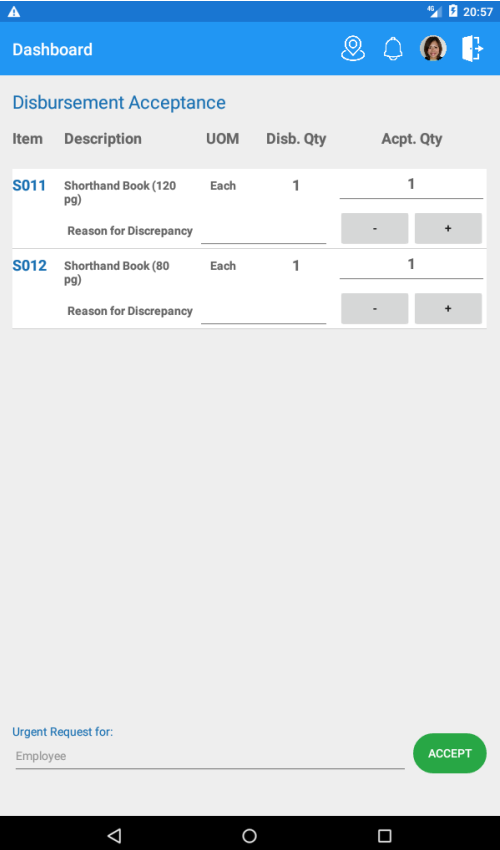 4G 20:57
Dashboard
Disbursement Acceptance
Item Description UOM Disb. Qty Acpt. Qty
S011 Shorthand Book (120 Each 1 1
pg)
Reason for Discrepancy - +
S012 Shorthand Book (80 Each 1 1
pg)
Reason for Discrepancy - +
Urgent Request for:
Employee
ACCEPT